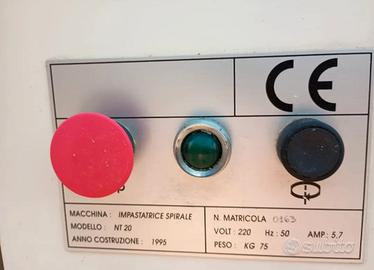 CE
MACCHINA : IMPASTATRICE SPIRALE
MODELLO : NT 20
ANNO COSTRUZIONE : 1995
N. MATRICOLA 0163
VOLT : 220 Hz : 50 AMP : 5,7
PESO : KG 75
subito